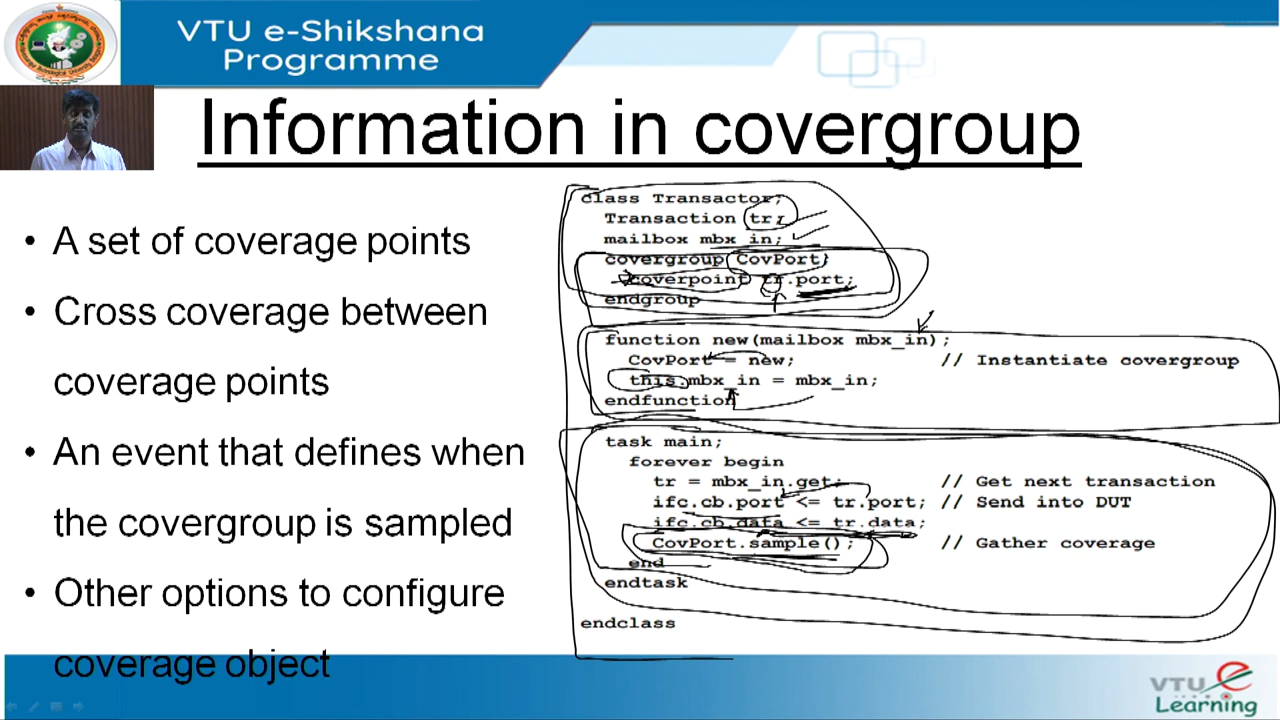 VTU e-Shikshana
Programme
Information in covergroup
• A set of coverage points
• Cross coverage between
coverage points
• An event that defines when
the covergroup is sampled
• Other options to configure
coverage object
class Transactor;
Transaction tr;
mailbox mbx_in;
covergroup CovPort;
coverpoint tr.port;
endgroup
function new(mailbox mbx_in);
CovPort = new; // Instantiate covergroup
this.mbx_in = mbx_in;
endfunction
task main;
forever begin
tr = mbx_in.get; // Get next transaction
ifc.cb.port <= tr.port; // Send into DUT
ifc.cb.data <= tr.data;
CovPort.sample(); // Gather coverage
end
endtask
endclass
VTU e
Learning